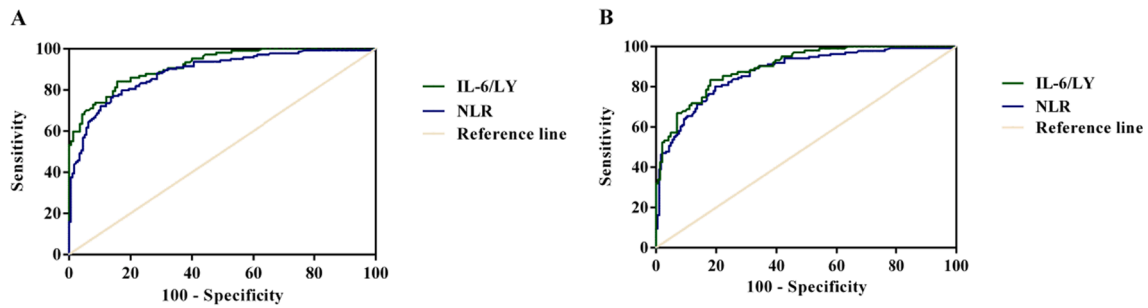 A
100
80
60
40
20
0
Sensitivity
0 20 40 60 80 100
100 - Specificity
IL-6/LY
NLR
Reference line
B
100
80
60
40
20
0
Sensitivity
0 20 40 60 80 100
100 - Specificity
IL-6/LY
NLR
Reference line